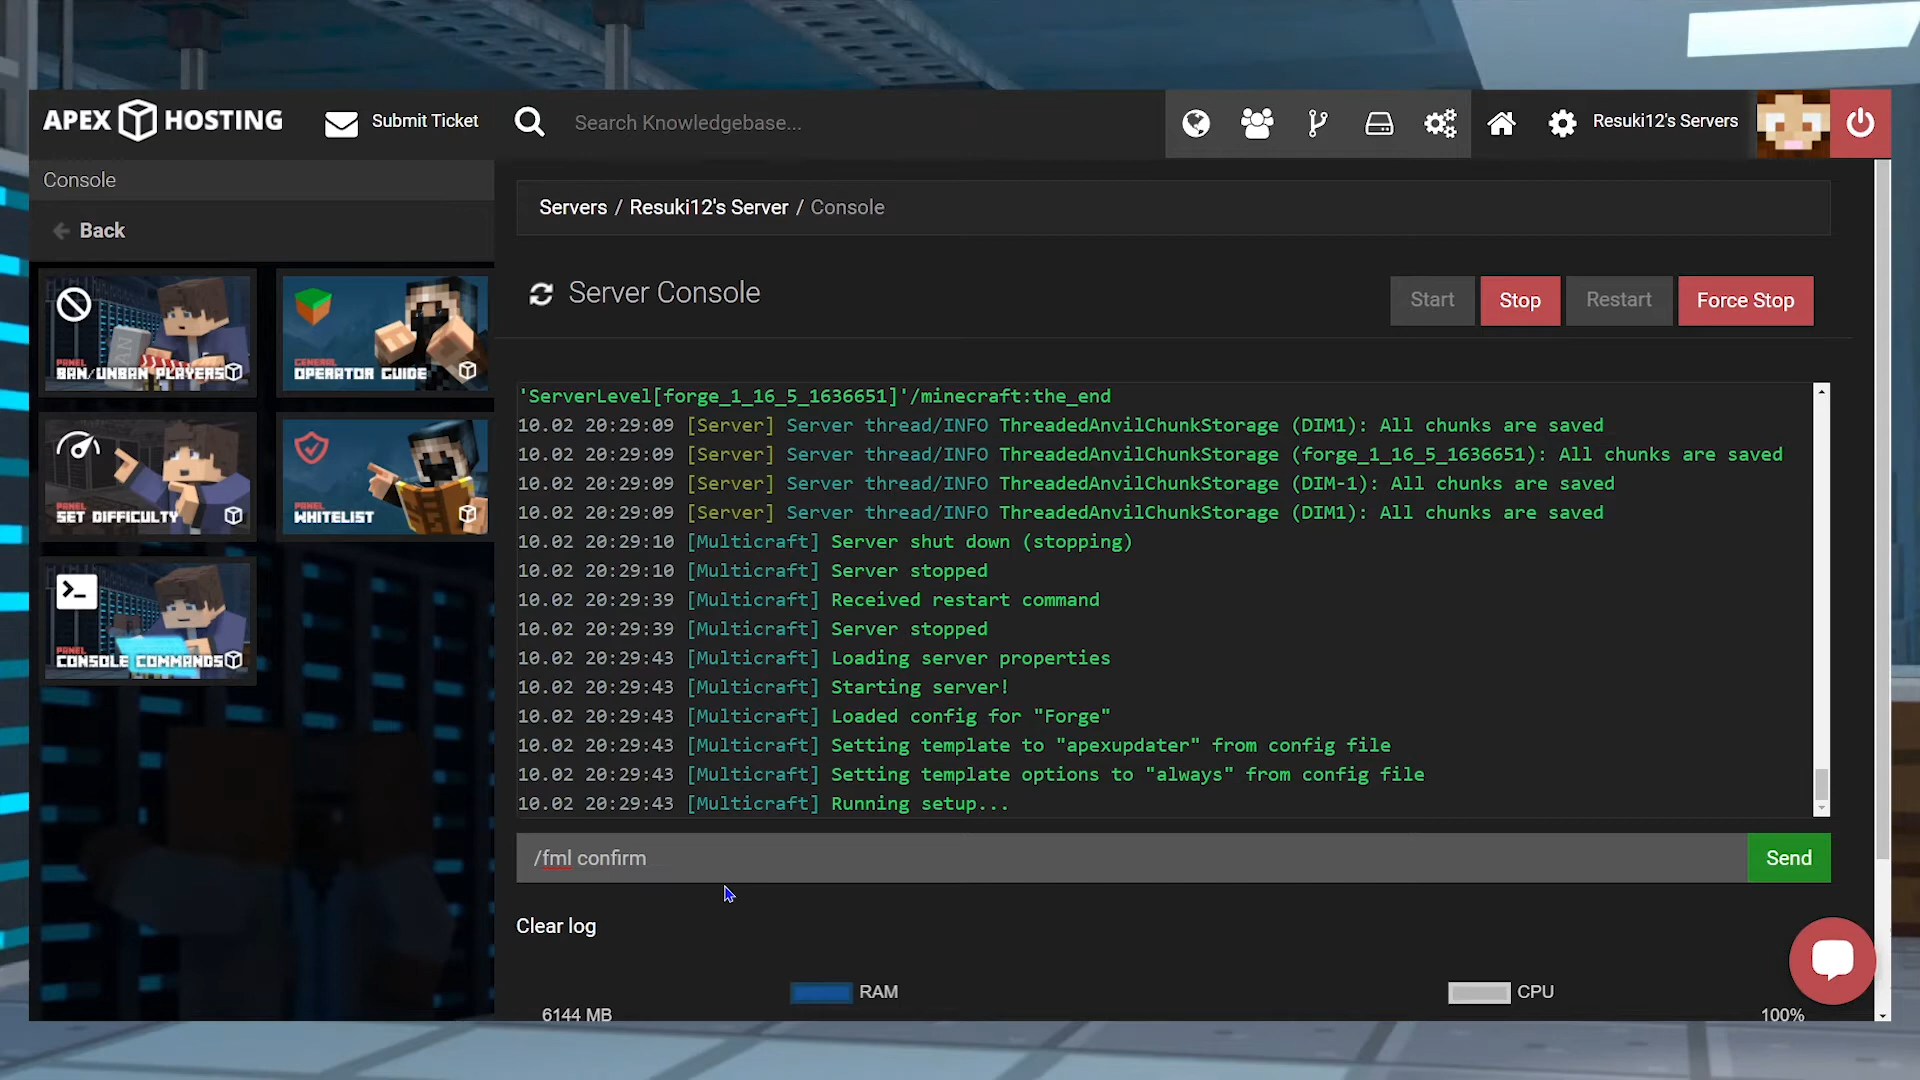 APEX HOSTING
Submit Ticket
Search Knowledgebase...
Resuki12's Servers
Console
Back
PANEL
BAN/UNBAN PLAYERS
GENERAL
OPERATOR GUIDE
PANEL
SET DIFFICULTY
PANEL
WHITELIST
PANEL
CONSOLE COMMANDS
Servers / Resuki12's Server / Console
Server Console
Start
Stop
Restart
Force Stop
'ServerLevel[forge_1_16_5_1636651]'/minecraft:the_end
10.02 20:29:09 [Server] Server thread/INFO ThreadedAnvilChunkStorage (DIM1): All chunks are saved
10.02 20:29:09 [Server] Server thread/INFO ThreadedAnvilChunkStorage (forge_1_16_5_1636651): All chunks are saved
10.02 20:29:09 [Server] Server thread/INFO ThreadedAnvilChunkStorage (DIM-1): All chunks are saved
10.02 20:29:09 [Server] Server thread/INFO ThreadedAnvilChunkStorage (DIM1): All chunks are saved
10.02 20:29:10 [Multicraft] Server shut down (stopping)
10.02 20:29:10 [Multicraft] Server stopped
10.02 20:29:39 [Multicraft] Received restart command
10.02 20:29:39 [Multicraft] Server stopped
10.02 20:29:43 [Multicraft] Loading server properties
10.02 20:29:43 [Multicraft] Starting server!
10.02 20:29:43 [Multicraft] Loaded config for "Forge"
10.02 20:29:43 [Multicraft] Setting template to "apexupdater" from config file
10.02 20:29:43 [Multicraft] Setting template options to "always" from config file
10.02 20:29:43 [Multicraft] Running setup...
/fml confirm
Send
Clear log
RAM
CPU
6144 MB
100%